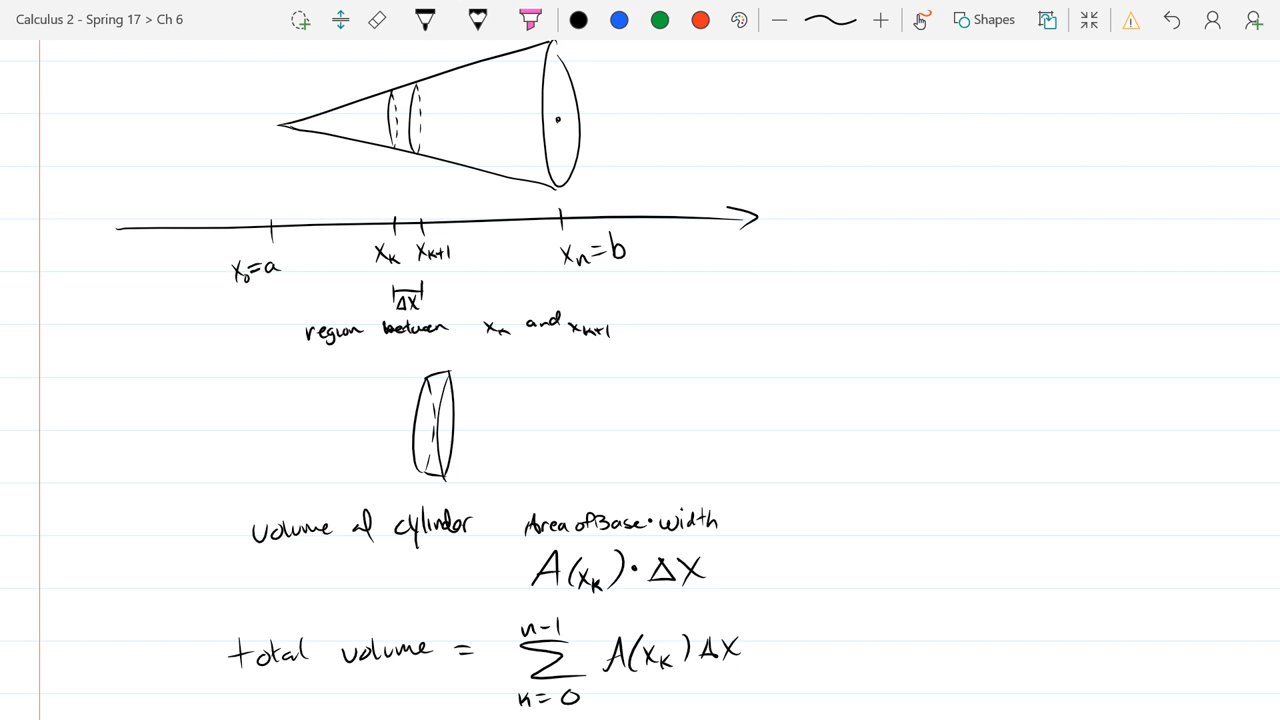 Calculus 2 - Spring 17 > Ch 6
Shapes
x₀=a xₖ xₖ₊₁ xₙ=b
Δx
region between xₖ and xₖ₊₁
volume of cylinder Area of Base · width
A(xₖ) · Δx
n-1
total volume = Σ A(xₖ) Δx
k=0